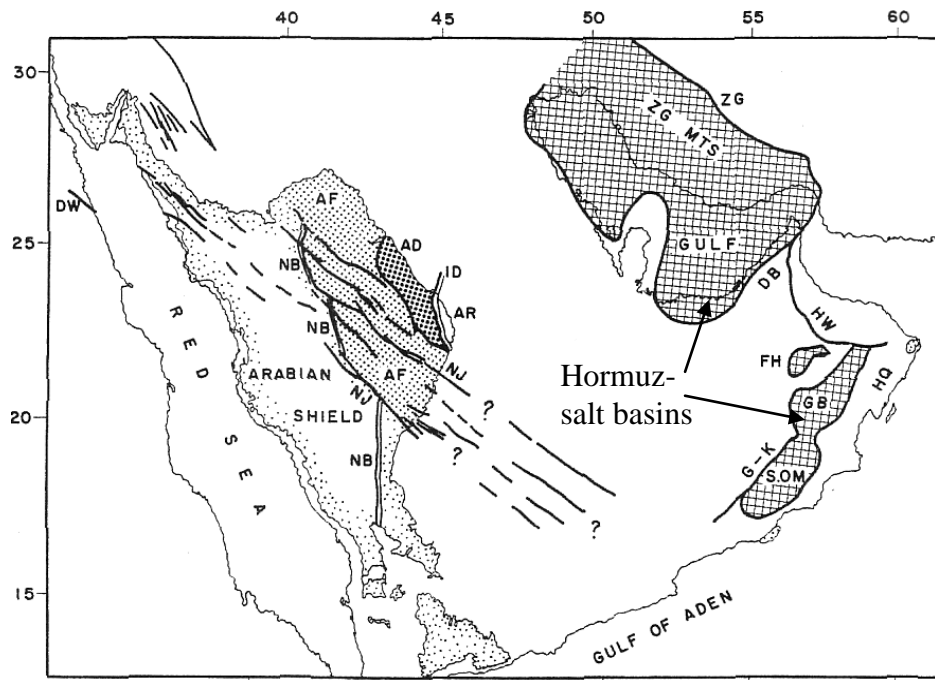 40 45 50 55 60
30
25
20
15
ZG
ZG MTS
GULF
DB
HW
HQ
FH
GB
G-K
S.OM
Hormuz-
salt basins
DW
AF
AD
ID
AR
NB
NB
NJ
AF
NJ
NB
ARABIAN
SHIELD
RED SEA
?
?
?
GULF OF ADEN